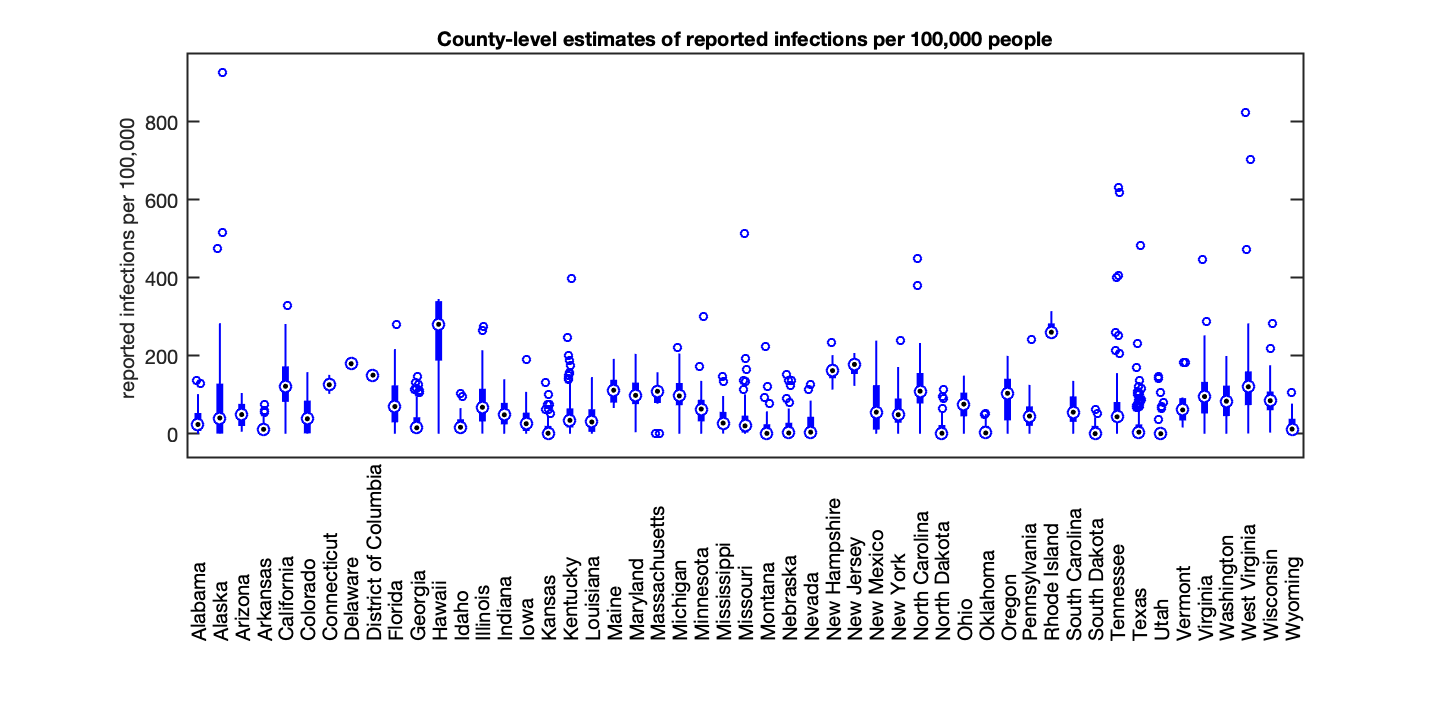 County-level estimates of reported infections per 100,000 people
reported infections per 100,000
800
600
400
200
0
Alabama
Alaska
Arizona
Arkansas
California
Colorado
Connecticut
Delaware
District of Columbia
Florida
Georgia
Hawaii
Idaho
Illinois
Indiana
Iowa
Kansas
Kentucky
Louisiana
Maine
Maryland
Massachusetts
Michigan
Minnesota
Mississippi
Missouri
Montana
Nebraska
Nevada
New Hampshire
New Jersey
New Mexico
New York
North Carolina
North Dakota
Ohio
Oklahoma
Oregon
Pennsylvania
Rhode Island
South Carolina
South Dakota
Tennessee
Texas
Utah
Vermont
Virginia
Washington
West Virginia
Wisconsin
Wyoming